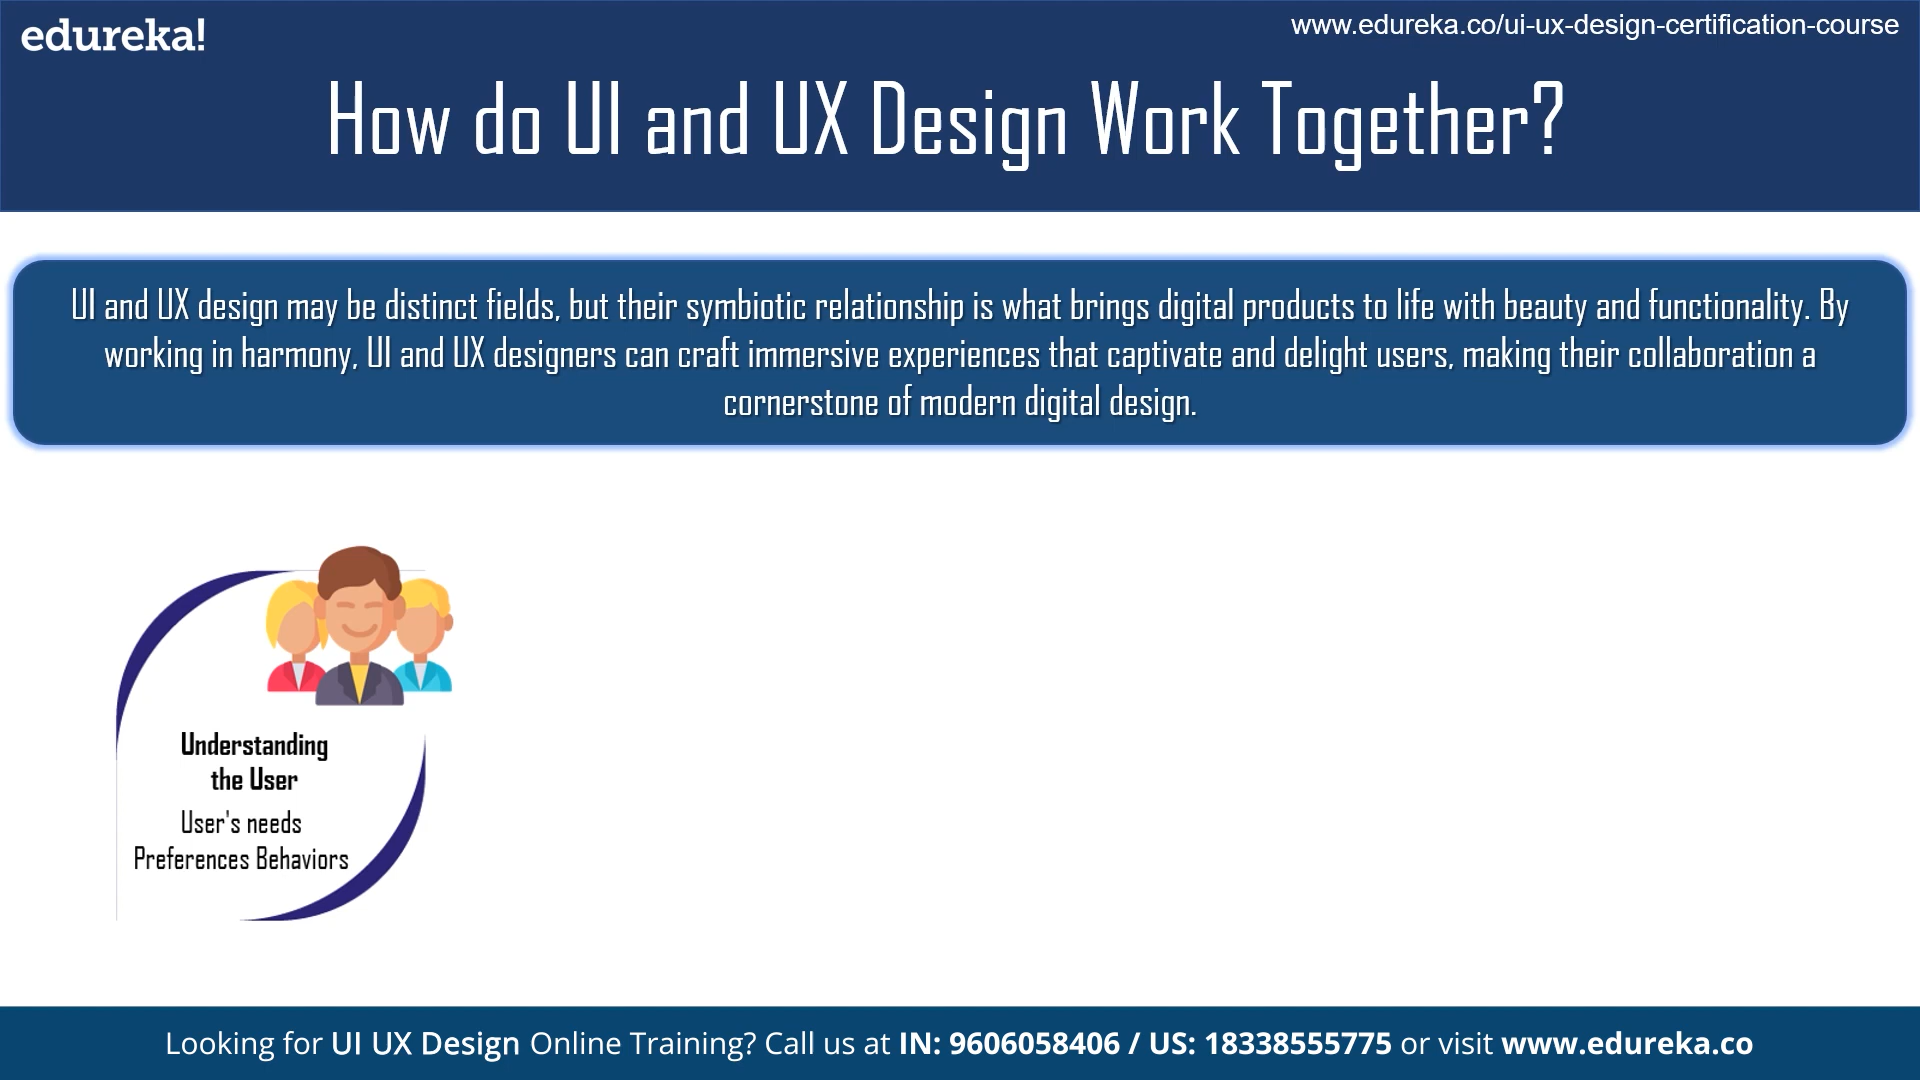 edureka!
www.edureka.co/ui-ux-design-certification-course
How do UI and UX Design Work Together?
UI and UX design may be distinct fields, but their symbiotic relationship is what brings digital products to life with beauty and functionality. By
working in harmony, UI and UX designers can craft immersive experiences that captivate and delight users, making their collaboration a
cornerstone of modern digital design.
Understanding
the User
User's needs
Preferences Behaviors
Looking for UI UX Design Online Training? Call us at IN: 9606058406 / US: 18338555775 or visit www.edureka.co